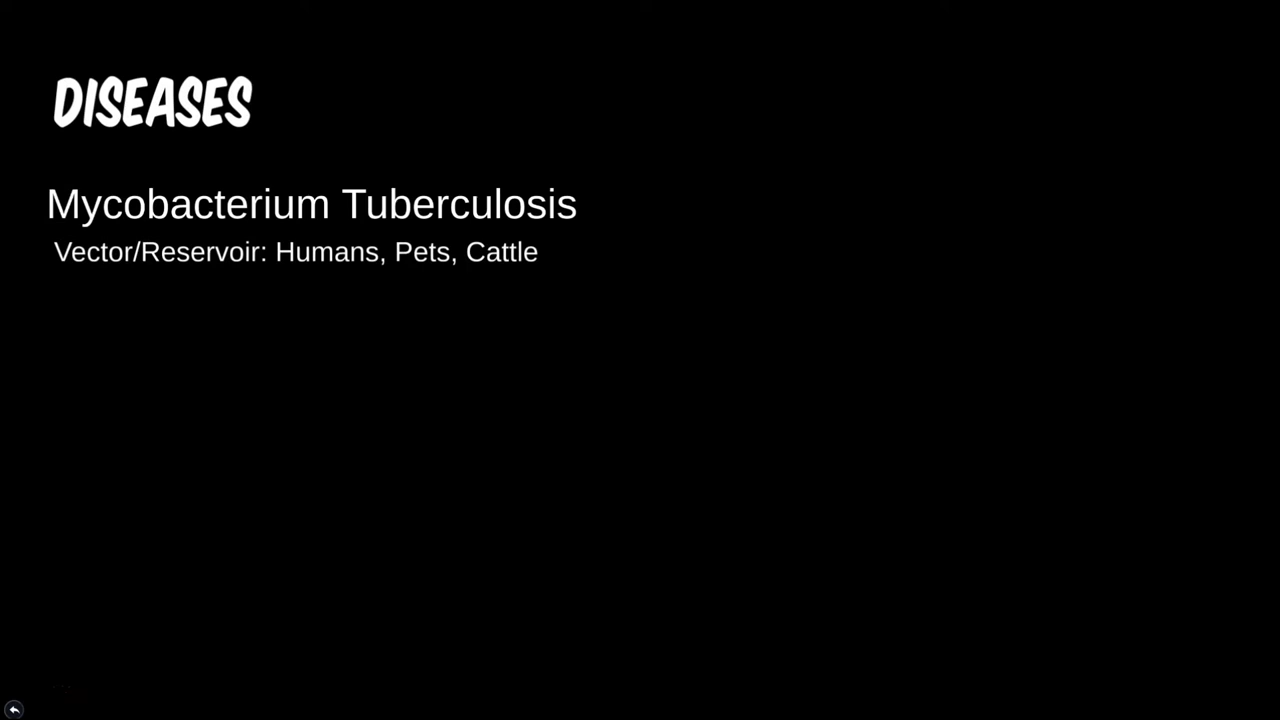 DISEASES
Mycobacterium Tuberculosis
Vector/Reservoir: Humans, Pets, Cattle